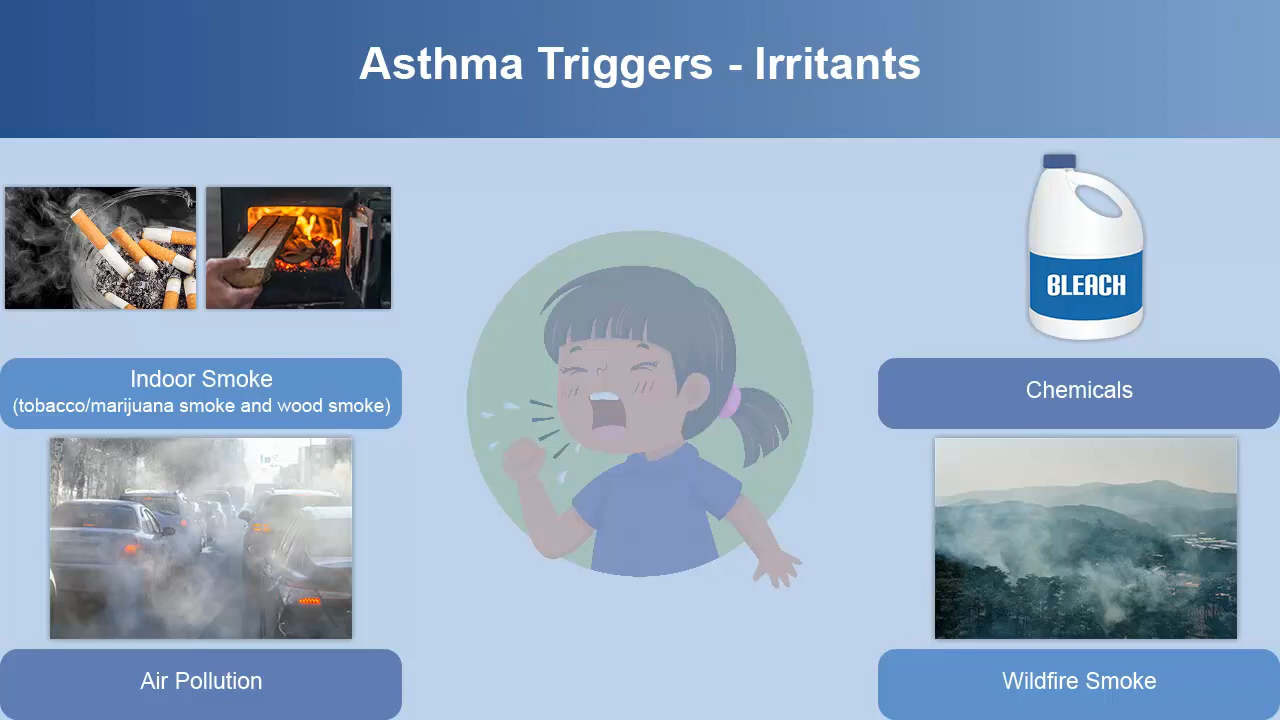 Asthma Triggers - Irritants
BLEACH
Indoor Smoke
(tobacco/marijuana smoke and wood smoke)
Chemicals
Air Pollution
Wildfire Smoke